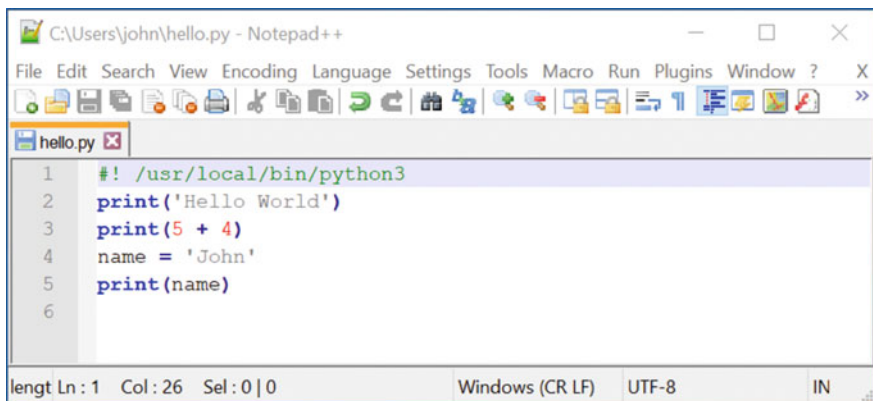 C:\Users\john\hello.py - Notepad++
File Edit Search View Encoding Language Settings Tools Macro Run Plugins Window ? X
hello.py
1 #! /usr/local/bin/python3
2 print('Hello World')
3 print(5 + 4)
4 name = 'John'
5 print(name)
6
lengt Ln : 1 Col : 26 Sel : 0 | 0 Windows (CR LF) UTF-8 IN